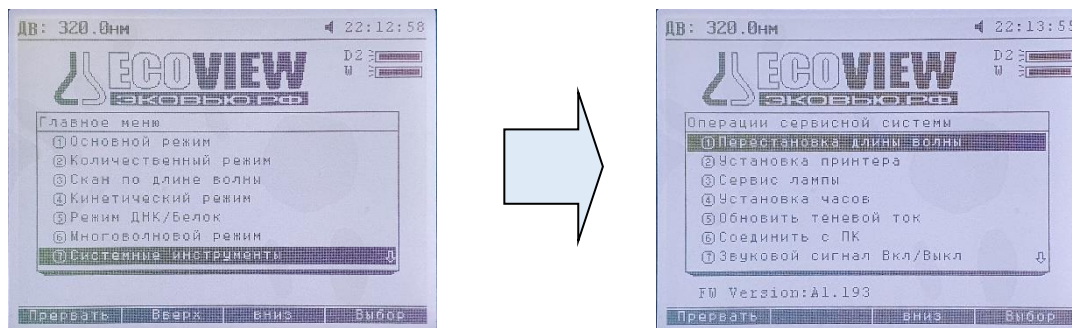 ДВ: 320.0нм 22:12:58
ECOVIEW
ЭКОВЬЮ.РФ
D2
W
Главное меню
①Основной режим
②Количественный режим
③Скан по длине волны
④Кинетический режим
⑤Режим ДНК/Белок
⑥Многоволновой режим
⑦Системные инструменты
Прервать Вверх вниз Выбор
ДВ: 320.0нм 22:13:55
ECOVIEW
ЭКОВЬЮ.РФ
D2
W
Операции сервисной системы
①Перестановка длины волны
②Установка принтера
③Сервис лампы
④Установка часов
⑤Обновить теневой ток
⑥Соединить с ПК
⑦Звуковой сигнал Вкл/Выкл
FW Version:A1.193
Прервать вниз Выбор